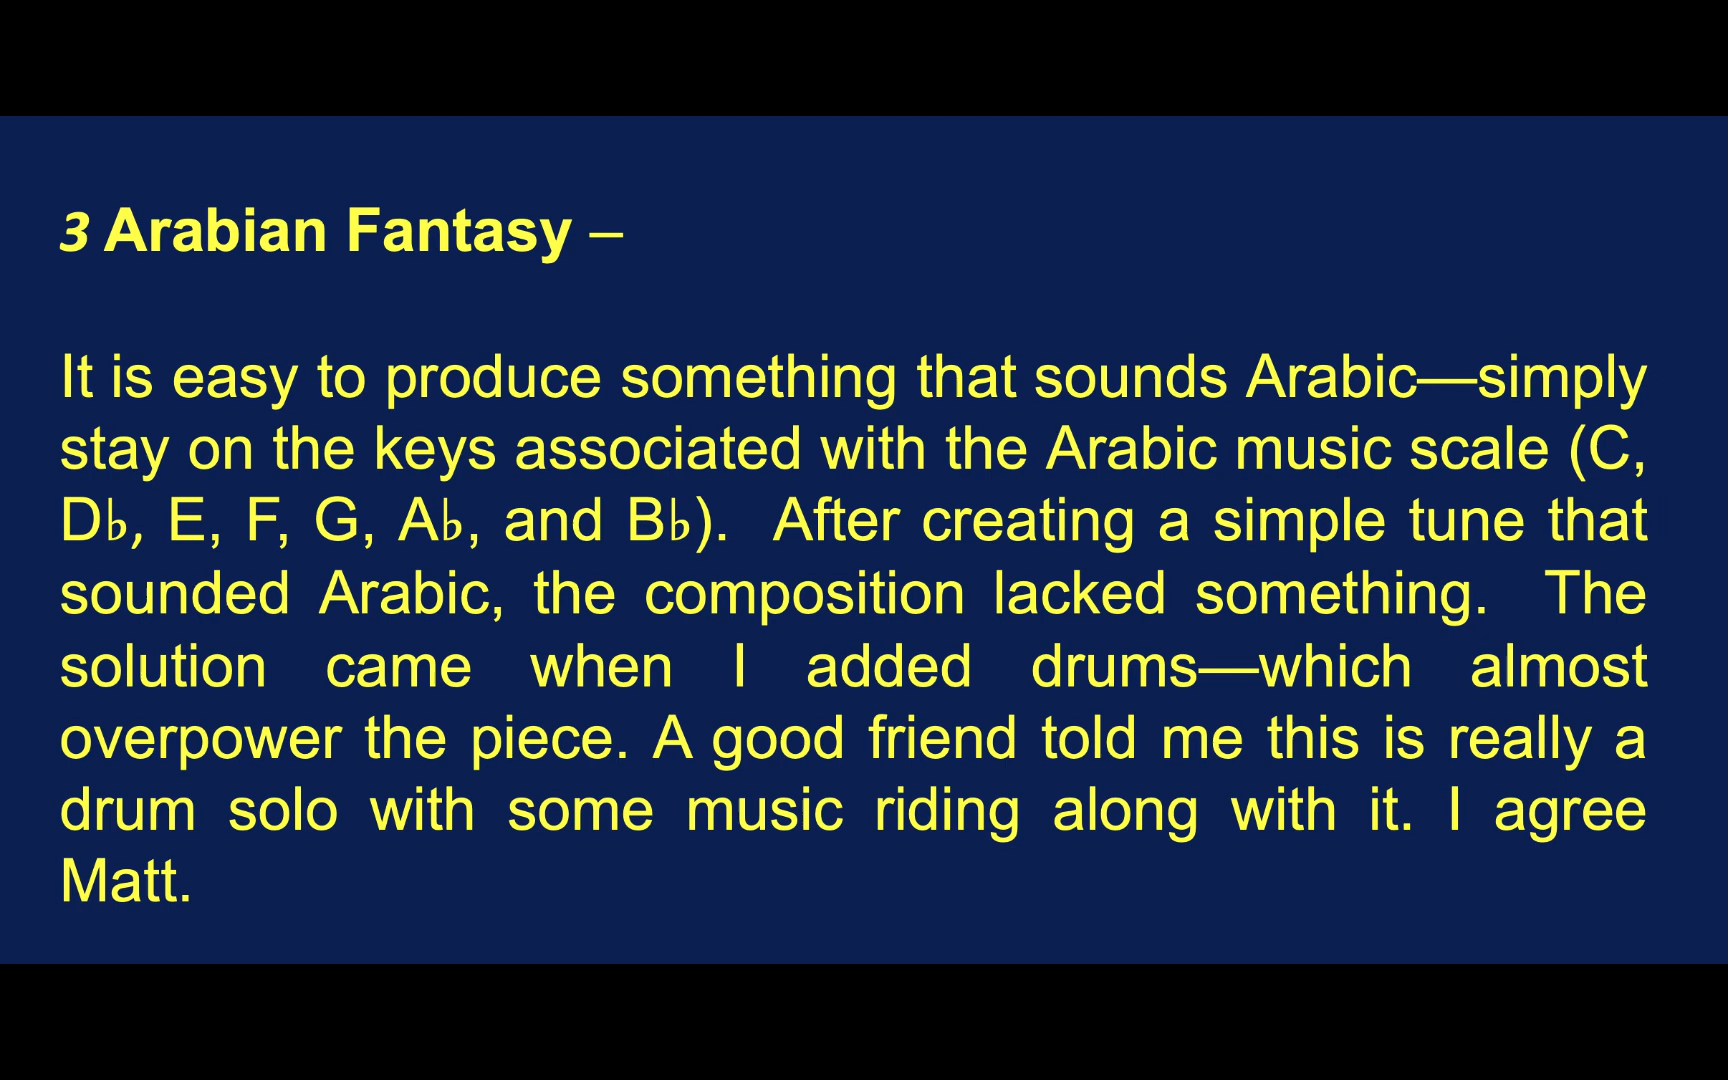 3 Arabian Fantasy –
It is easy to produce something that sounds Arabic—simply
stay on the keys associated with the Arabic music scale (C,
D♭, E, F, G, A♭, and B♭).  After creating a simple tune that
sounded Arabic, the composition lacked something.  The
solution came when I added drums—which almost
overpower the piece. A good friend told me this is really a
drum solo with some music riding along with it. I agree
Matt.